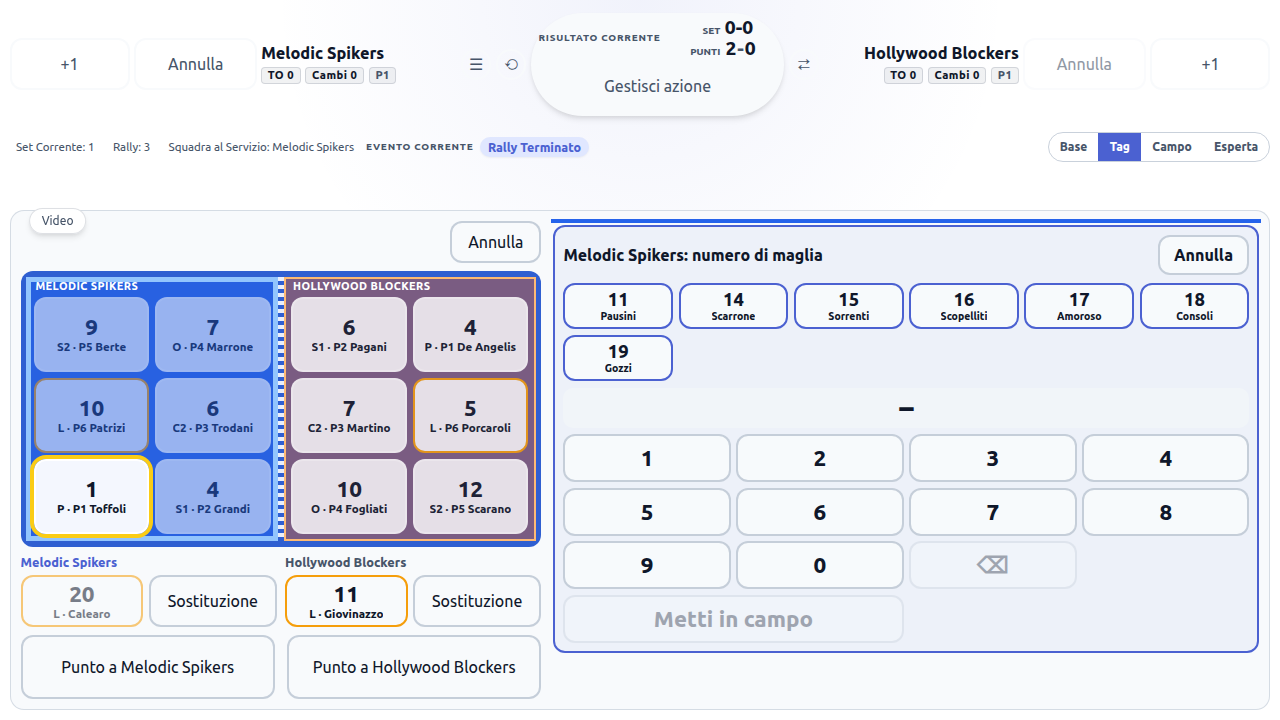 +1
Annulla
Melodic Spikers
TO 0
Cambi 0
P1
RISULTATO CORRENTE
SET 0-0
PUNTI 2-0
Gestisci azione
Hollywood Blockers
TO 0
Cambi 0
P1
Annulla
+1
Set Corrente: 1
Rally: 3
Squadra al Servizio: Melodic Spikers
EVENTO CORRENTE
Rally Terminato
Base
Tag
Campo
Esperta
Video
Annulla
MELODIC SPIKERS
9
S2 · P5 Berte
7
O · P4 Marrone
10
L · P6 Patrizi
6
C2 · P3 Trodani
1
P · P1 Toffoli
4
S1 · P2 Grandi
HOLLYWOOD BLOCKERS
6
S1 · P2 Pagani
4
P · P1 De Angelis
7
C2 · P3 Martino
5
L · P6 Porcaroli
10
O · P4 Fogliati
12
S2 · P5 Scarano
Melodic Spikers
20
L · Calearo
Sostituzione
Hollywood Blockers
11
L · Giovinazzo
Sostituzione
Punto a Melodic Spikers
Punto a Hollywood Blockers
Melodic Spikers: numero di maglia
Annulla
11
Pausini
14
Scarrone
15
Sorrenti
16
Scopelliti
17
Amoroso
18
Consoli
19
Gozzi
–
1
2
3
4
5
6
7
8
9
0
⌫
Metti in campo